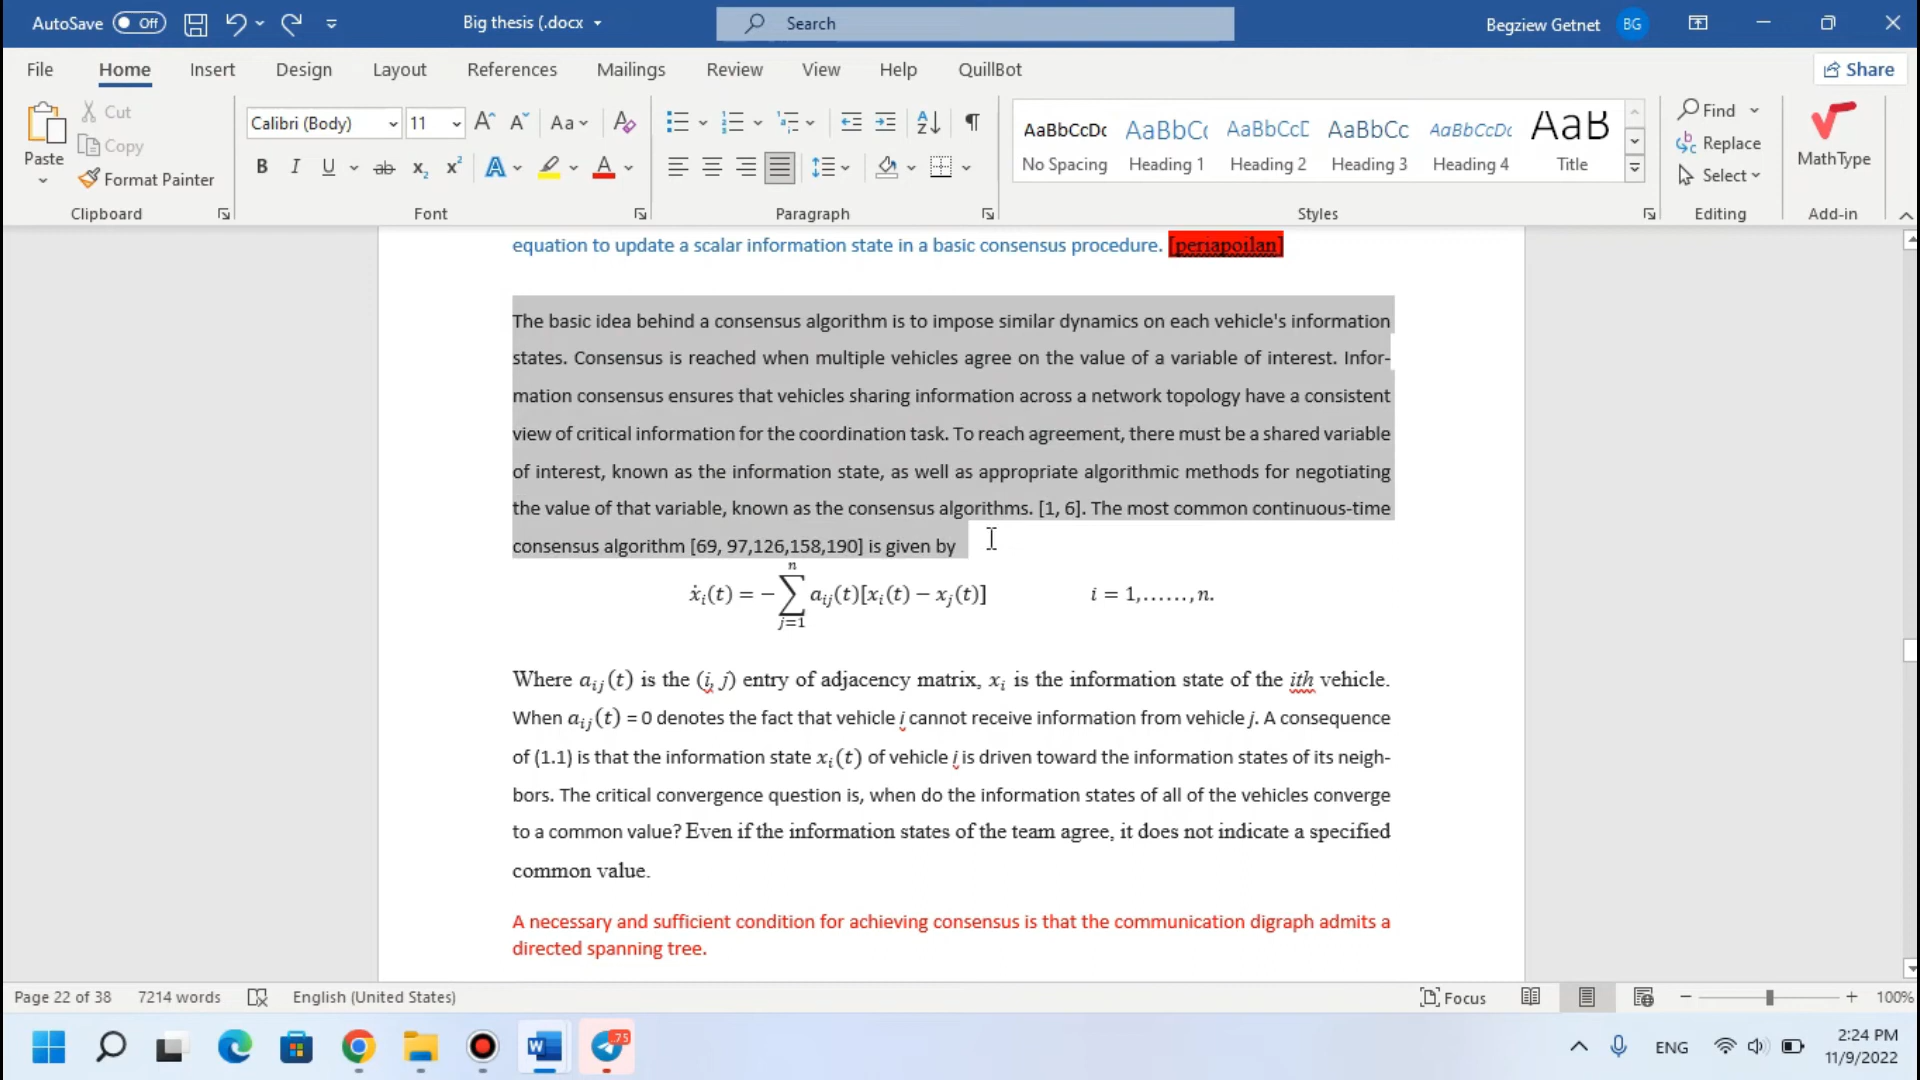 AutoSave Off Big thesis (.docx Search Begziew Getnet BG
File Home Insert Design Layout References Mailings Review View Help QuillBot Share
Paste Cut Copy Format Painter
Calibri (Body) 11 Aa
B I U ab x₂ x² A A
AaBbCcDc AaBbC( AaBbCcE AaBbCc AaBbCcDc AaB
No Spacing Heading 1 Heading 2 Heading 3 Heading 4 Title
Find Replace Select
MathType
Clipboard Font Paragraph Styles Editing Add-in
equation to update a scalar information state in a basic consensus procedure. [periapoilan]
The basic idea behind a consensus algorithm is to impose similar dynamics on each vehicle's information
states. Consensus is reached when multiple vehicles agree on the value of a variable of interest. Infor-
mation consensus ensures that vehicles sharing information across a network topology have a consistent
view of critical information for the coordination task. To reach agreement, there must be a shared variable
of interest, known as the information state, as well as appropriate algorithmic methods for negotiating
the value of that variable, known as the consensus algorithms. [1, 6]. The most common continuous-time
consensus algorithm [69, 97,126,158,190] is given by
ẋᵢ(t) = −∑ⱼ₌₁ⁿ aᵢⱼ(t)[xᵢ(t) − xⱼ(t)] i = 1,……,n.
Where aᵢⱼ(t) is the (i, j) entry of adjacency matrix, xᵢ is the information state of the ith vehicle.
When aᵢⱼ(t) = 0 denotes the fact that vehicle i cannot receive information from vehicle j. A consequence
of (1.1) is that the information state xᵢ(t) of vehicle i is driven toward the information states of its neigh-
bors. The critical convergence question is, when do the information states of all of the vehicles converge
to a common value? Even if the information states of the team agree, it does not indicate a specified
common value.
A necessary and sufficient condition for achieving consensus is that the communication digraph admits a
directed spanning tree.
Page 22 of 38 7214 words English (United States) Focus 100%
75 ENG 2:24 PM
11/9/2022